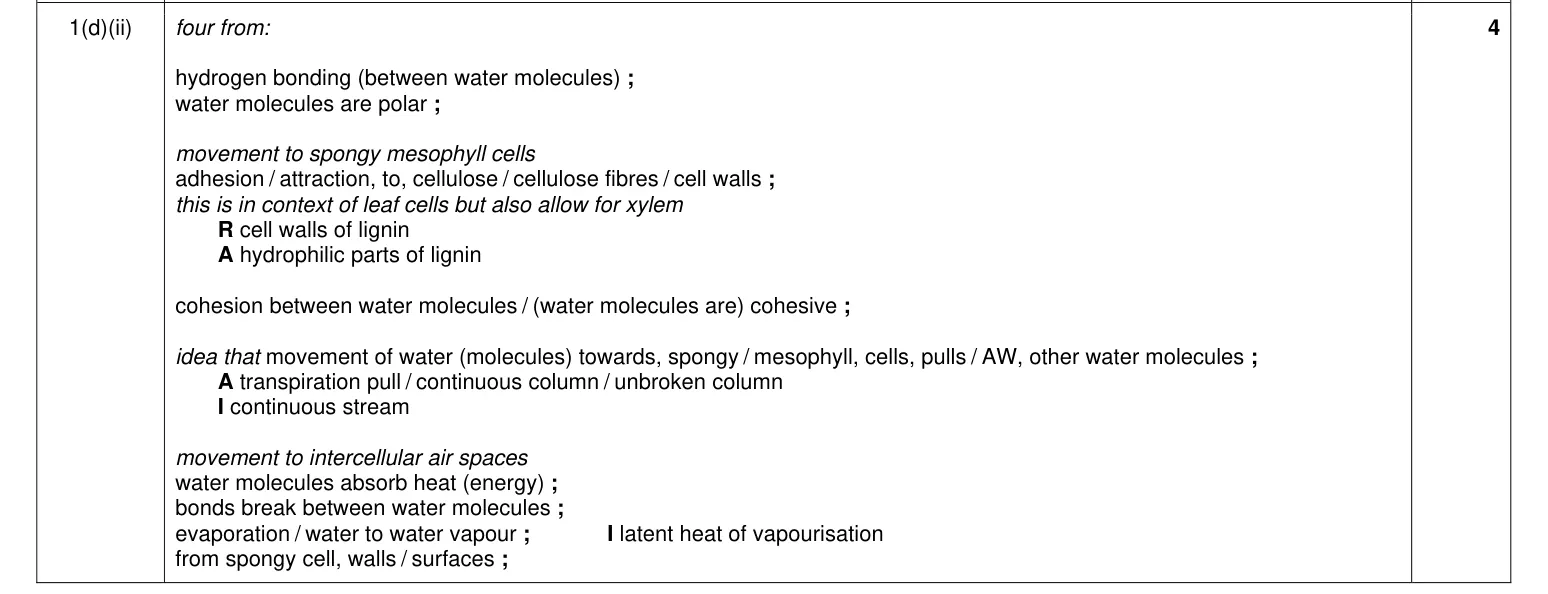 1(d)(ii) four from: 4
hydrogen bonding (between water molecules) ;
water molecules are polar ;
movement to spongy mesophyll cells
adhesion / attraction, to, cellulose / cellulose fibres / cell walls ;
this is in context of leaf cells but also allow for xylem
R cell walls of lignin
A hydrophilic parts of lignin
cohesion between water molecules / (water molecules are) cohesive ;
idea that movement of water (molecules) towards, spongy / mesophyll, cells, pulls / AW, other water molecules ;
A transpiration pull / continuous column / unbroken column
I continuous stream
movement to intercellular air spaces
water molecules absorb heat (energy) ;
bonds break between water molecules ;
evaporation / water to water vapour ; I latent heat of vapourisation
from spongy cell, walls / surfaces ;